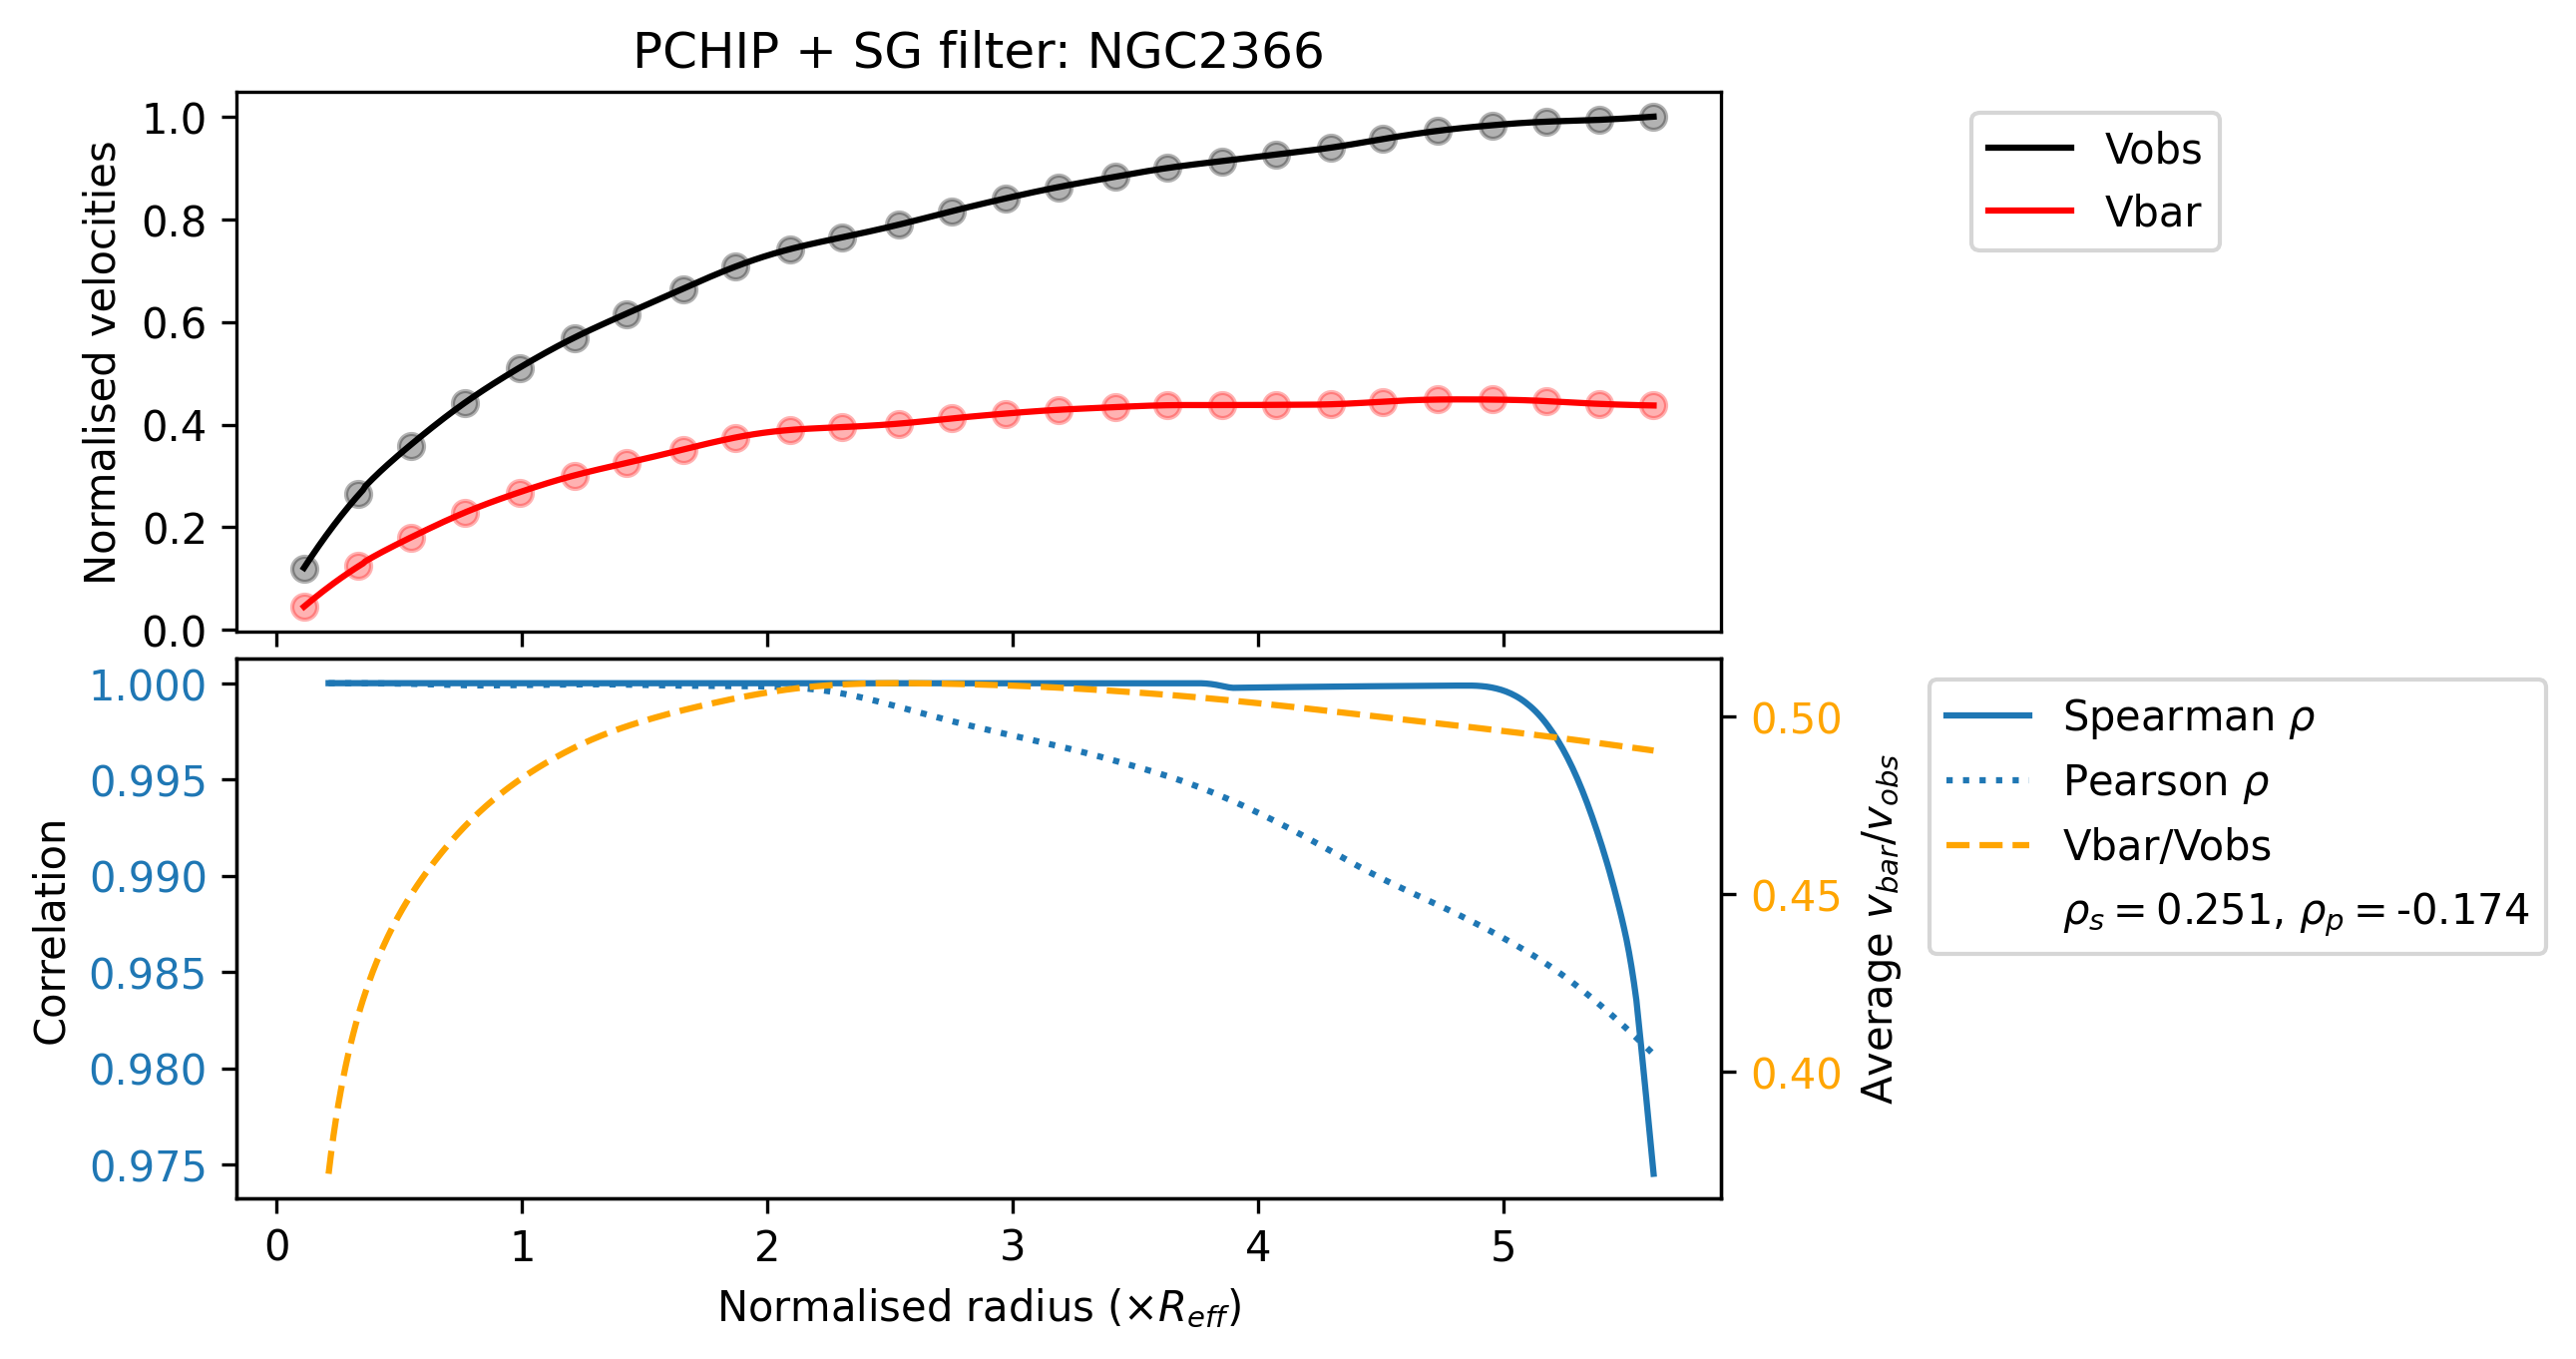 PCHIP + SG filter: NGC2366
Normalised velocities
1.0
0.8
0.6
0.4
0.2
0.0
Vobs
Vbar
Correlation
1.000
0.995
0.990
0.985
0.980
0.975
0.50
0.45
0.40
Average v_bar/v_obs
Spearman ρ
Pearson ρ
Vbar/Vobs
ρ_s = 0.251, ρ_p = -0.174
0 1 2 3 4 5
Normalised radius (×R_eff)